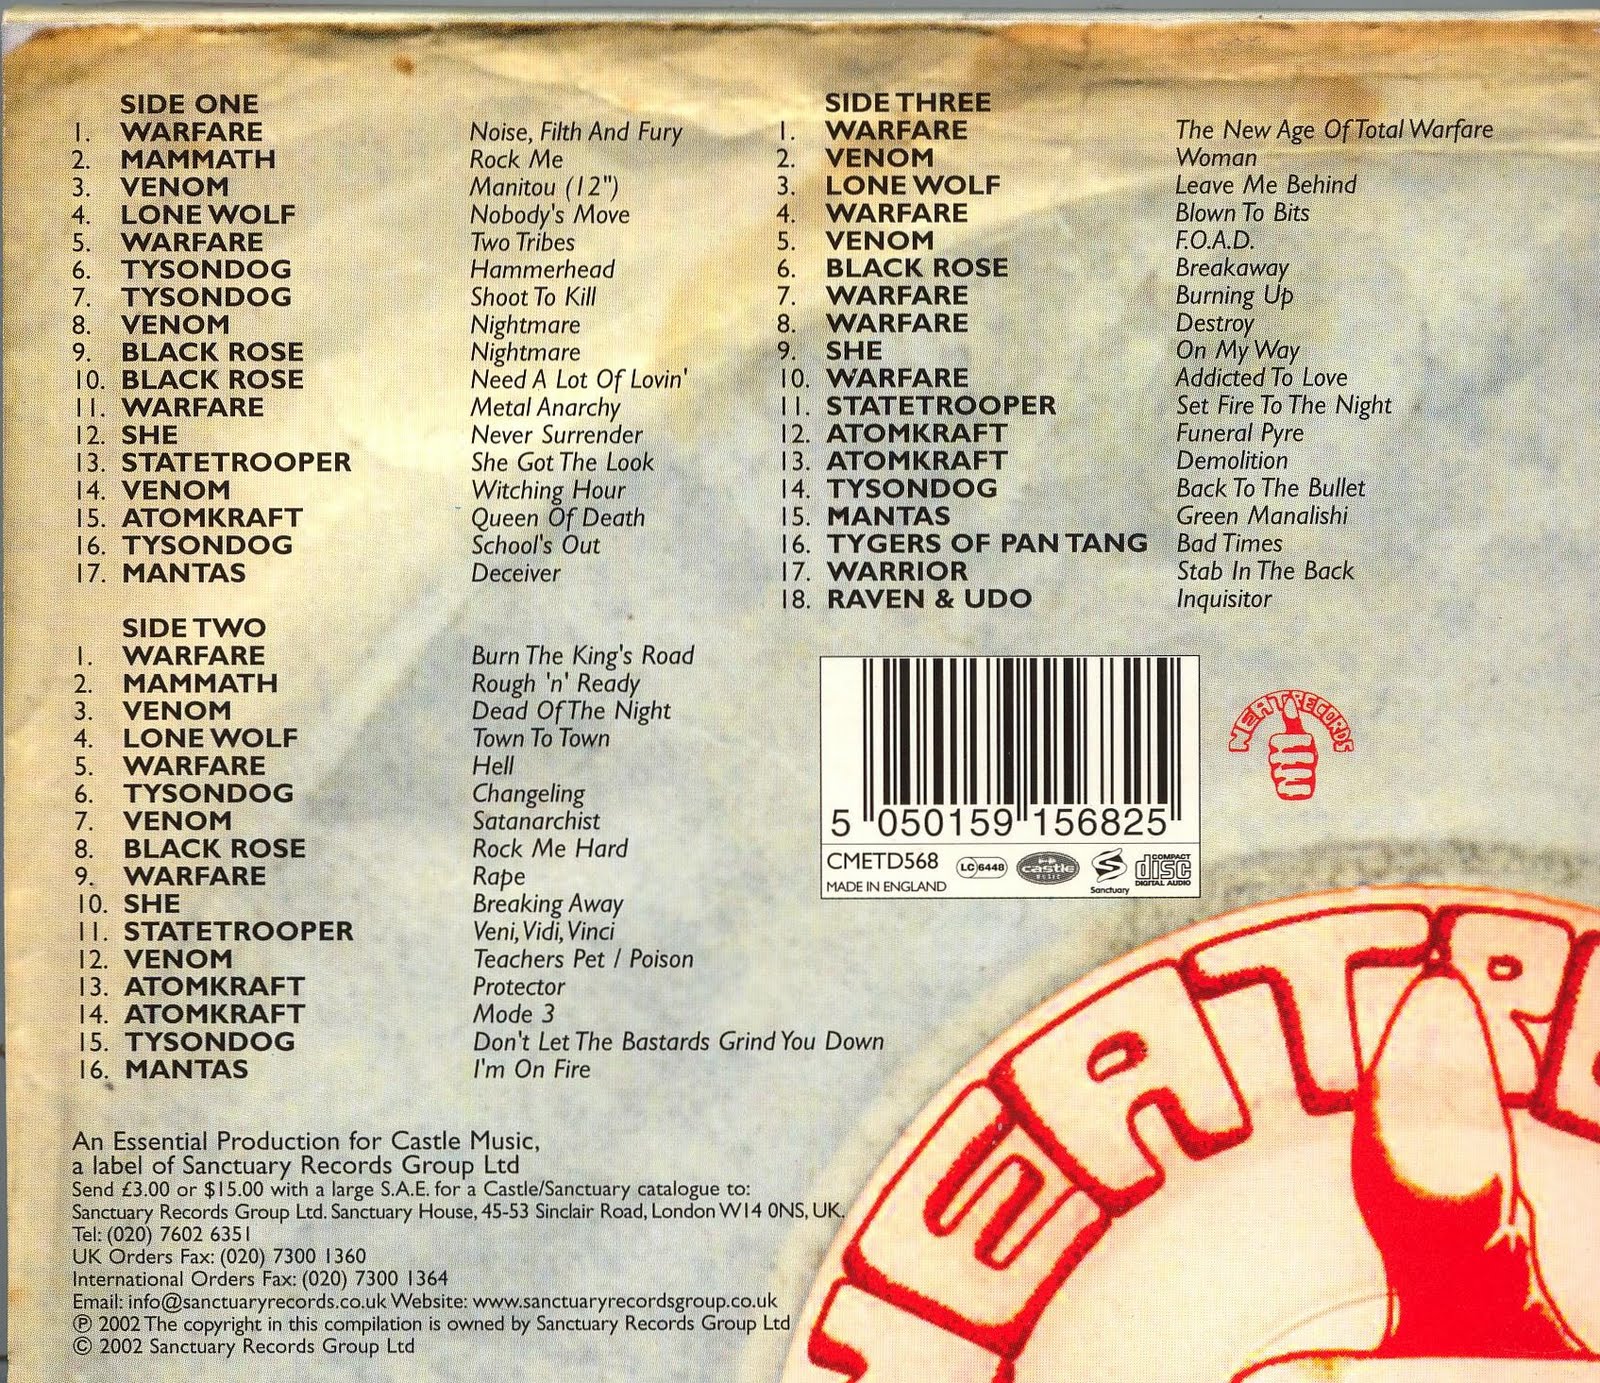 SIDE ONE
1. WARFARE Noise, Filth And Fury
2. MAMMATH Rock Me
3. VENOM Manitou (12")
4. LONE WOLF Nobody's Move
5. WARFARE Two Tribes
6. TYSONDOG Hammerhead
7. TYSONDOG Shoot To Kill
8. VENOM Nightmare
9. BLACK ROSE Nightmare
10. BLACK ROSE Need A Lot Of Lovin'
11. WARFARE Metal Anarchy
12. SHE Never Surrender
13. STATETROOPER She Got The Look
14. VENOM Witching Hour
15. ATOMKRAFT Queen Of Death
16. TYSONDOG School's Out
17. MANTAS Deceiver
SIDE TWO
1. WARFARE Burn The King's Road
2. MAMMATH Rough 'n' Ready
3. VENOM Dead Of The Night
4. LONE WOLF Town To Town
5. WARFARE Hell
6. TYSONDOG Changeling
7. VENOM Satanarchist
8. BLACK ROSE Rock Me Hard
9. WARFARE Rape
10. SHE Breaking Away
11. STATETROOPER Veni, Vidi, Vinci
12. VENOM Teachers Pet / Poison
13. ATOMKRAFT Protector
14. ATOMKRAFT Mode 3
15. TYSONDOG Don't Let The Bastards Grind You Down
16. MANTAS I'm On Fire
SIDE THREE
1. WARFARE The New Age Of Total Warfare
2. VENOM Woman
3. LONE WOLF Leave Me Behind
4. WARFARE Blown To Bits
5. VENOM F.O.A.D.
6. BLACK ROSE Breakaway
7. WARFARE Burning Up
8. WARFARE Destroy
9. SHE On My Way
10. WARFARE Addicted To Love
11. STATETROOPER Set Fire To The Night
12. ATOMKRAFT Funeral Pyre
13. ATOMKRAFT Demolition
14. TYSONDOG Back To The Bullet
15. MANTAS Green Manalishi
16. TYGERS OF PAN TANG Bad Times
17. WARRIOR Stab In The Back
18. RAVEN & UDO Inquisitor
5 050159 156825
CMETD568
MADE IN ENGLAND
LC 6448
castle
MUSIC
Sanctuary
COMPACT
disc
DIGITAL AUDIO
NEAT RECORDS
An Essential Production for Castle Music,
a label of Sanctuary Records Group Ltd
Send £3.00 or $15.00 with a large S.A.E. for a Castle/Sanctuary catalogue to:
Sanctuary Records Group Ltd. Sanctuary House, 45-53 Sinclair Road, London W14 0NS, UK.
Tel: (020) 7602 6351
UK Orders Fax: (020) 7300 1360
International Orders Fax: (020) 7300 1364
Email: info@sanctuaryrecords.co.uk Website: www.sanctuaryrecordsgroup.co.uk
℗ 2002 The copyright in this compilation is owned by Sanctuary Records Group Ltd
© 2002 Sanctuary Records Group Ltd
NEAT RE